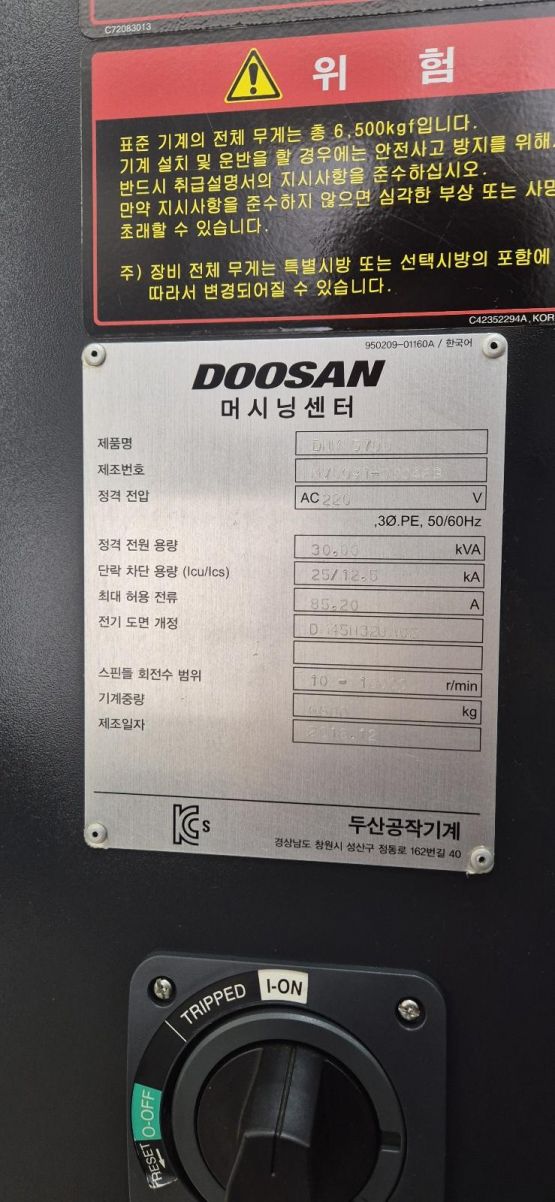 C72083013
위 험
표준 기계의 전체 무게는 총 6,500kgf입니다.
기계 설치 및 운반을 할 경우에는 안전사고 방지를 위해.
반드시 취급설명서의 지시사항을 준수하십시오.
만약 지시사항을 준수하지 않으면 심각한 부상 또는 사망
초래할 수 있습니다.
주) 장비 전체 무게는 특별시방 또는 선택시방의 포함에
따라서 변경되어질 수 있습니다.
C42352294A, KOR
950209-01160A / 한국어
DOOSAN
머시닝센터
제품명
제조번호
정격 전압 AC 220 V
,3Ø.PE, 50/60Hz
정격 전원 용량 30.00 kVA
단락 차단 용량 (Icu/Ics) 25/12.5 kA
최대 허용 전류 85.20 A
전기 도면 개정
스핀들 회전수 범위 r/min
기계중량 kg
제조일자
KCs
두산공작기계
경상남도 창원시 성산구 정동로 162번길 40
TRIPPED I-ON
O-OFF
RESET